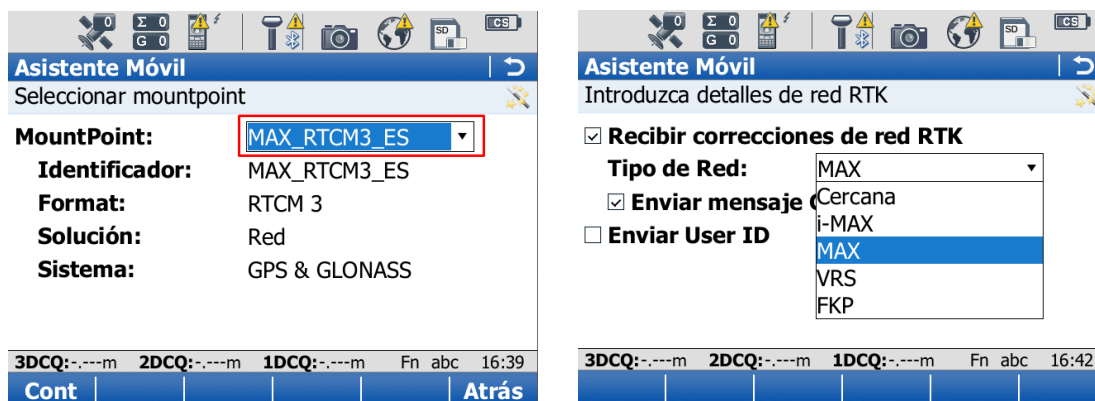 0
Σ 0
G 0
SD
CS
Asistente Móvil
Seleccionar mountpoint
MountPoint: MAX_RTCM3_ES
Identificador: MAX_RTCM3_ES
Format: RTCM 3
Solución: Red
Sistema: GPS & GLONASS
3DCQ:-.---m 2DCQ:-.---m 1DCQ:-.---m Fn abc 16:39
Cont Atrás
0
Σ 0
G 0
SD
CS
Asistente Móvil
Introduzca detalles de red RTK
Recibir correcciones de red RTK
Tipo de Red: MAX
Cercana
Enviar mensaje
i-MAX
Enviar User ID
MAX
VRS
FKP
3DCQ:-.---m 2DCQ:-.---m 1DCQ:-.---m Fn abc 16:42